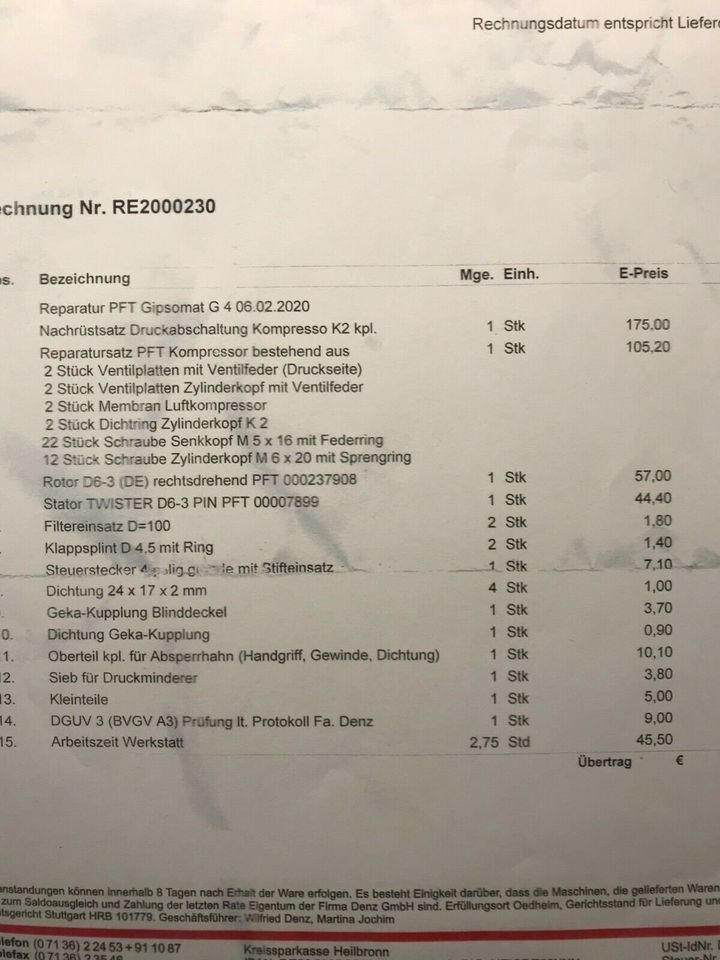 Rechnungsdatum entspricht Liefer
echnung Nr. RE2000230
os. Bezeichnung Mge. Einh. E-Preis
Reparatur PFT Gipsomat G 4 06.02.2020
Nachrüstsatz Druckabschaltung Kompresso K2 kpl. 1 Stk 175,00
Reparatursatz PFT Kompressor bestehend aus 1 Stk 105,20
2 Stück Ventilplatten mit Ventilfeder (Druckseite)
2 Stück Ventilplatten Zylinderkopf mit Ventilfeder
2 Stück Membran Luftkompressor
2 Stück Dichtring Zylinderkopf K 2
22 Stück Schraube Senkkopf M 5 x 16 mit Federring
12 Stück Schraube Zylinderkopf M 6 x 20 mit Sprengring
Rotor D6-3 (DE) rechtsdrehend PFT 000237908 1 Stk 57,00
Stator TWISTER D6-3 PIN PFT 00007899 1 Stk 44,40
Filtereinsatz D=100 2 Stk 1,80
Klappsplint D 4,5 mit Ring 2 Stk 1,40
Steuerstecker 4 mit Stifteinsatz 1 Stk 7,10
Dichtung 24 x 17 x 2 mm 4 Stk 1,00
Geka-Kupplung Blinddeckel 1 Stk 3,70
0. Dichtung Geka-Kupplung 1 Stk 0,90
1. Oberteil kpl. für Absperrhahn (Handgriff, Gewinde, Dichtung) 1 Stk 10,10
2. Sieb für Druckminderer 1 Stk 3,80
13. Kleinteile 1 Stk 5,00
14. DGUV 3 (BVGV A3) Prüfung lt. Protokoll Fa. Denz 1 Stk 9,00
15. Arbeitszeit Werkstatt 2,75 Std 45,50
Übertrag €
anstandungen können innerhalb 8 Tagen nach Erhalt der Ware erfolgen. Es besteht Einigkeit darüber, dass die Maschinen, die gelieferten Waren
zum Saldoausgleich und Zahlung der letzten Rate Eigentum der Firma Denz GmbH sind. Erfüllungsort Oedheim, Gerichtsstand für Lieferung und
tsgericht Stuttgart HRB 101779. Geschäftsführer: Wilfried Denz, Martina Jochim
elefon (0 71 36) 2 24 53 + 91 10 87 Kreissparkasse Heilbronn USt-IdNr.
elefax (0 71 36)